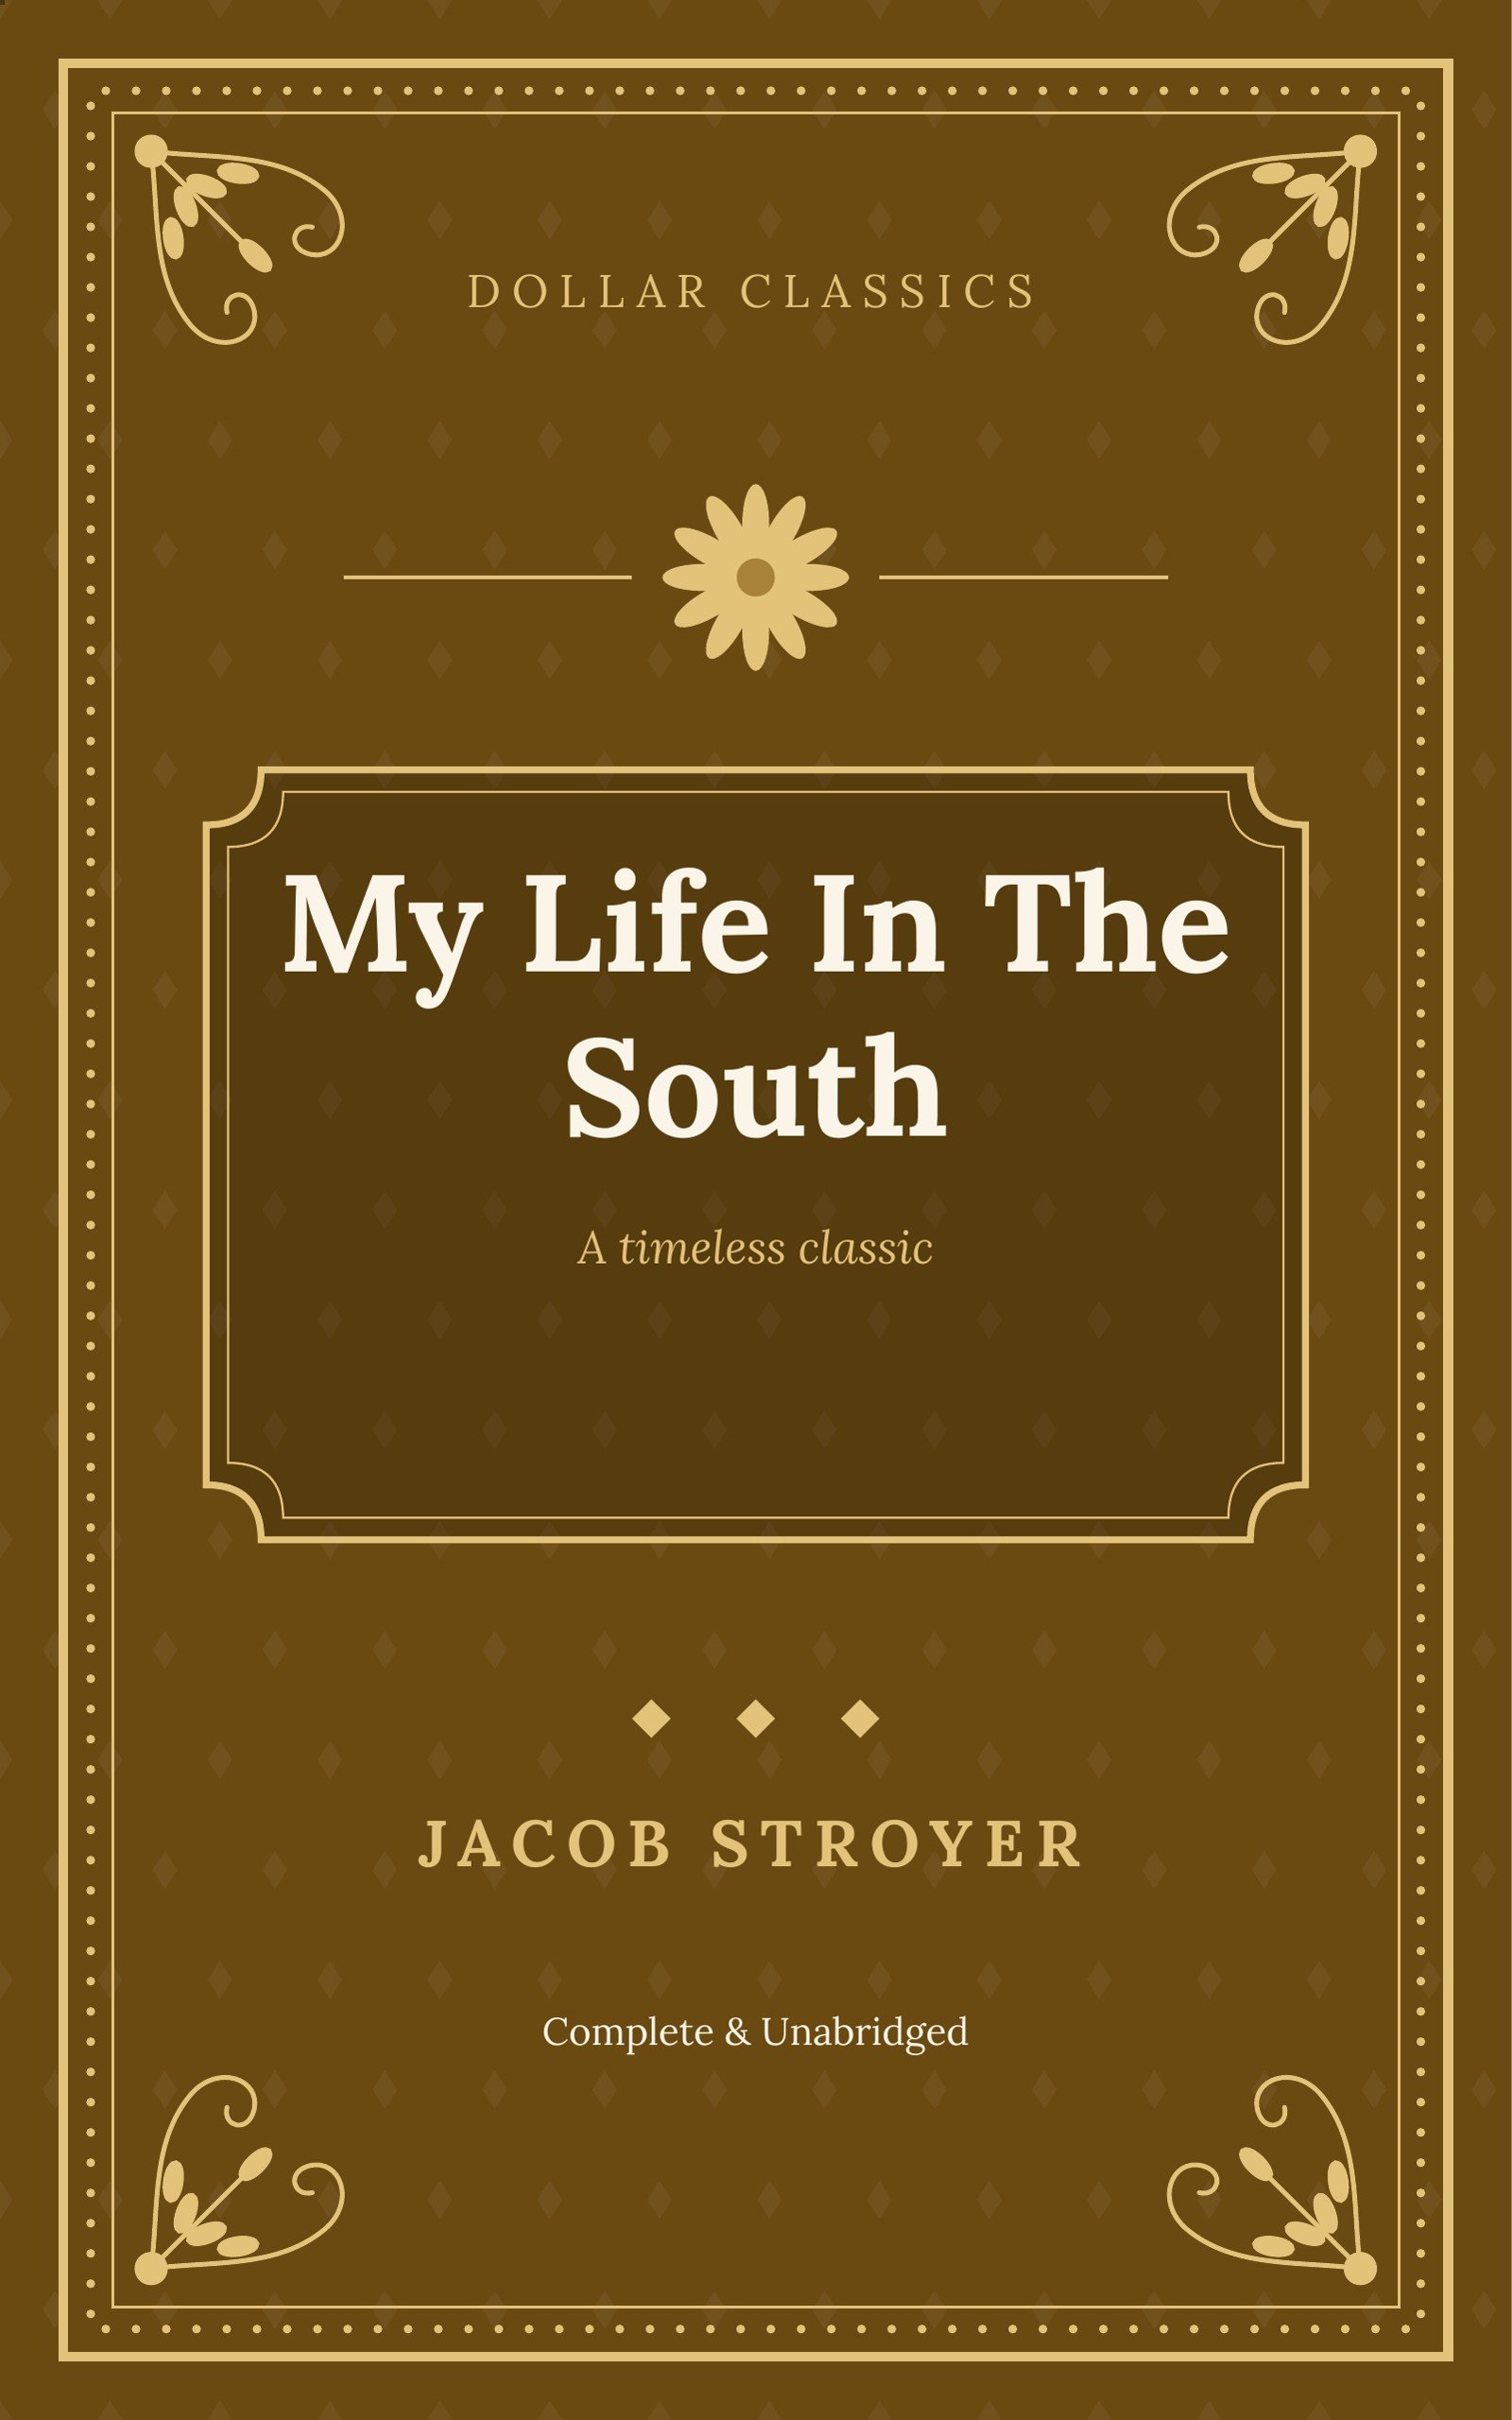 DOLLAR CLASSICS
My Life In The
South
A timeless classic
JACOB STROYER
Complete & Unabridged